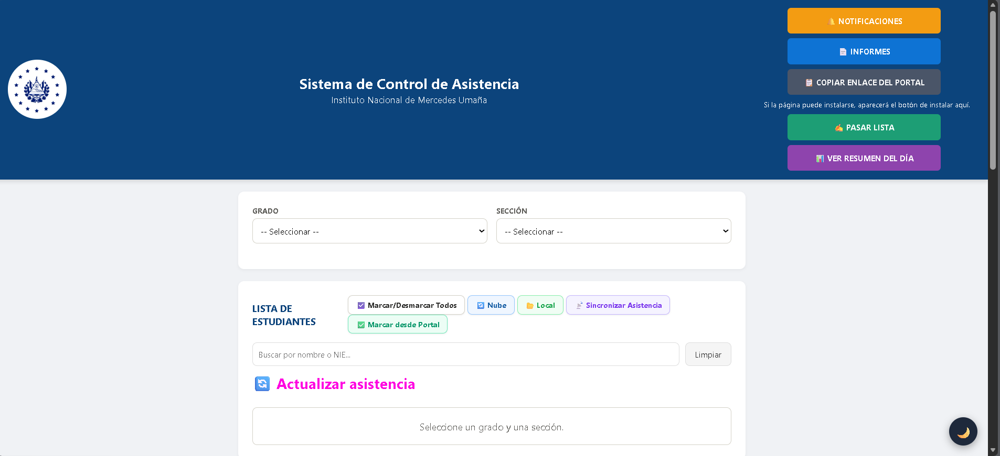 NOTIFICACIONES
INFORMES
COPIAR ENLACE DEL PORTAL
Si la página puede instalarse, aparecerá el botón de instalar aquí.
PASAR LISTA
VER RESUMEN DEL DÍA
Sistema de Control de Asistencia
Instituto Nacional de Mercedes Umaña
GRADO
-- Seleccionar --
SECCIÓN
-- Seleccionar --
LISTA DE
ESTUDIANTES
Marcar/Desmarcar Todos
Nube
Local
Sincronizar Asistencia
Marcar desde Portal
Buscar por nombre o NIE...
Limpiar
Actualizar asistencia
Seleccione un grado y una sección.